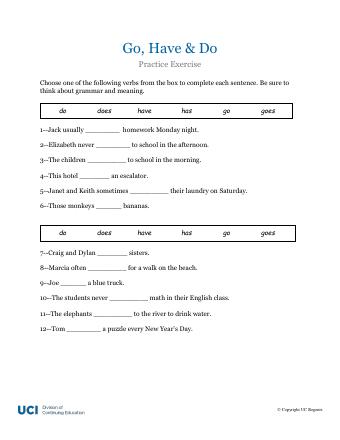 Go, Have & Do
Practice Exercise
Choose one of the following verbs from the box to complete each sentence. Be sure to
think about grammar and meaning.
do does have has go goes
1--Jack usually _________ homework Monday night.
2--Elizabeth never _________ to school in the afternoon.
3--The children _________ to school in the morning.
4--This hotel _______ an escalator.
5--Janet and Keith sometimes __________ their laundry on Saturday.
6--Those monkeys _______ bananas.
do does have has go goes
7--Craig and Dylan ________ sisters.
8--Marcia often ________ for a walk on the beach.
9--Joe _______ a blue truck.
10--The students never __________ math in their English class.
11--The elephants __________ to the river to drink water.
12--Tom _________ a puzzle every New Year's Day.
UCI Division of
Continuing Education
© Copyright UC Regents